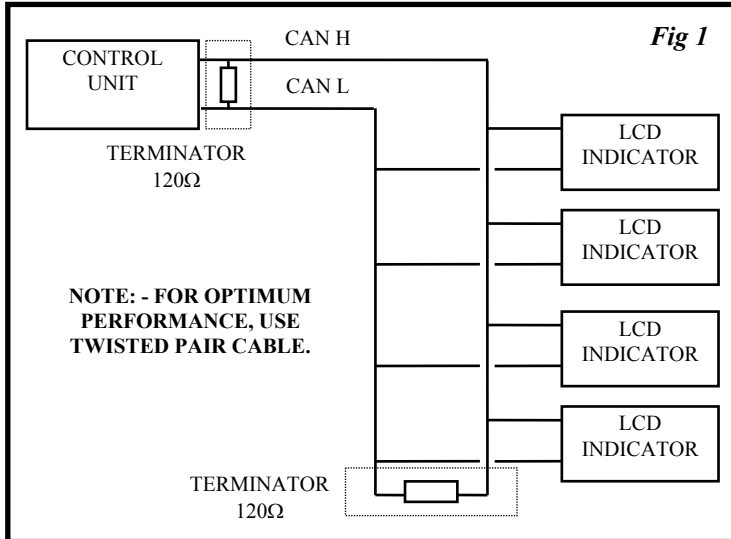 Fig 1
CAN H
CONTROL
UNIT
CAN L
TERMINATOR
120Ω
LCD
INDICATOR
LCD
INDICATOR
NOTE: - FOR OPTIMUM
PERFORMANCE, USE
TWISTED PAIR CABLE.
LCD
INDICATOR
LCD
INDICATOR
TERMINATOR
120Ω